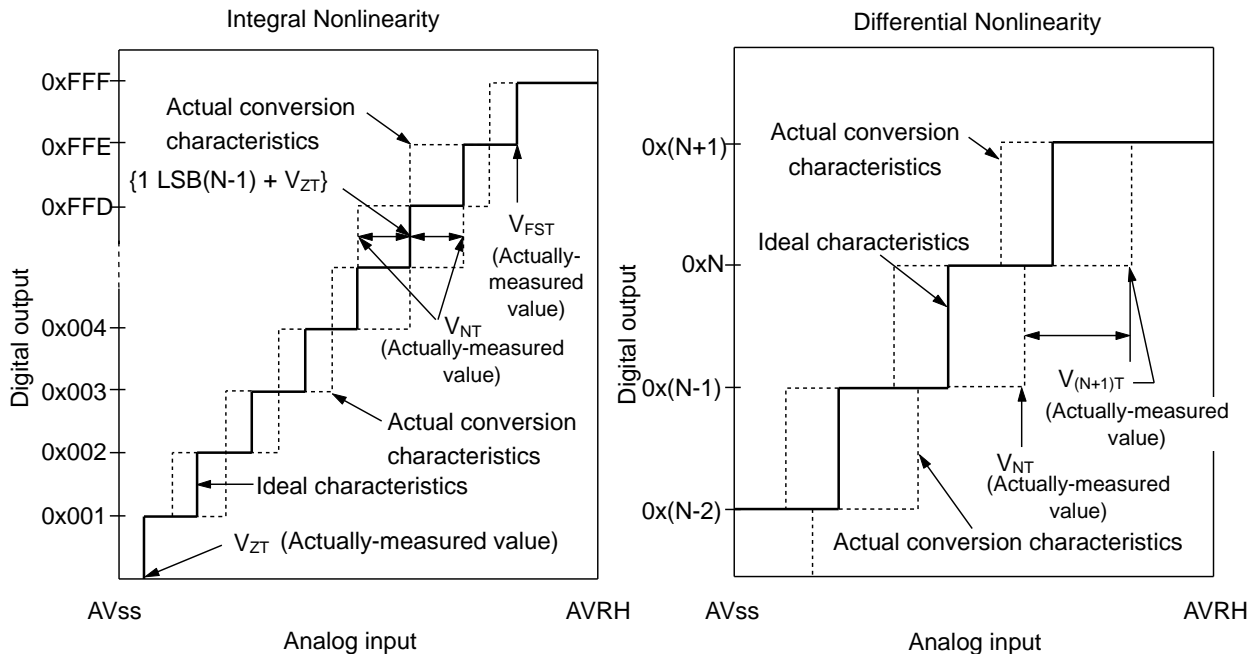 Integral Nonlinearity
0xFFF
0xFFE
0xFFD
0x004
0x003
0x002
0x001
Digital output
Actual conversion
characteristics
{1 LSB(N-1) + VZT}
VFST
(Actually-
measured
value)
VNT
(Actually-measured
value)
Actual conversion
characteristics
Ideal characteristics
VZT (Actually-measured value)
AVss
AVRH
Analog input
Differential Nonlinearity
0x(N+1)
0xN
0x(N-1)
0x(N-2)
Digital output
Actual conversion
characteristics
Ideal characteristics
V(N+1)T
(Actually-measured
value)
VNT
(Actually-measured
value)
Actual conversion characteristics
AVss
AVRH
Analog input